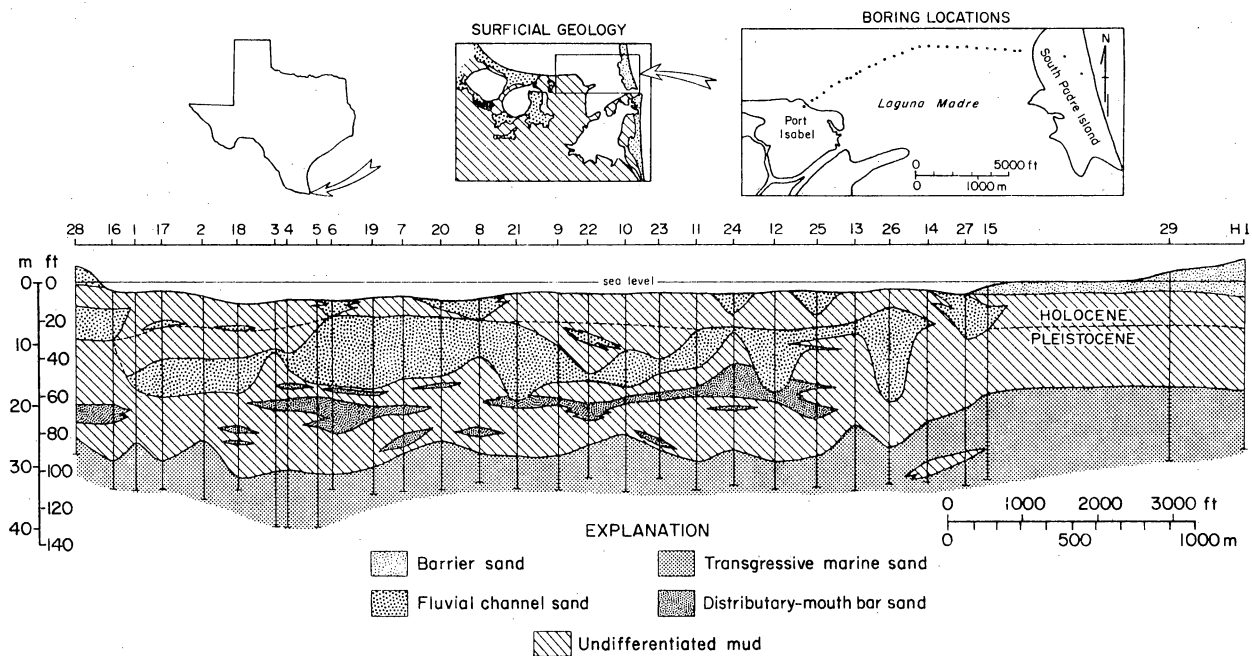 BORING LOCATIONS
SURFICIAL GEOLOGY
N
South Padre Island
Laguna Madre
Port
Isabel
0 5000 ft
0 1000 m
28 16 1 17 2 18 3 4 5 6 19 7 20 8 21 9 22 10 23 11 24 12 25 13 26 14 27 15 29 H1
m ft
0 0
sea level
20
HOLOCENE
10
PLEISTOCENE
40
60
20
80
30 100
120
40
140
0 1000 2000 3000 ft
0 500 1000 m
EXPLANATION
Barrier sand
Transgressive marine sand
Fluvial channel sand
Distributary-mouth bar sand
Undifferentiated mud